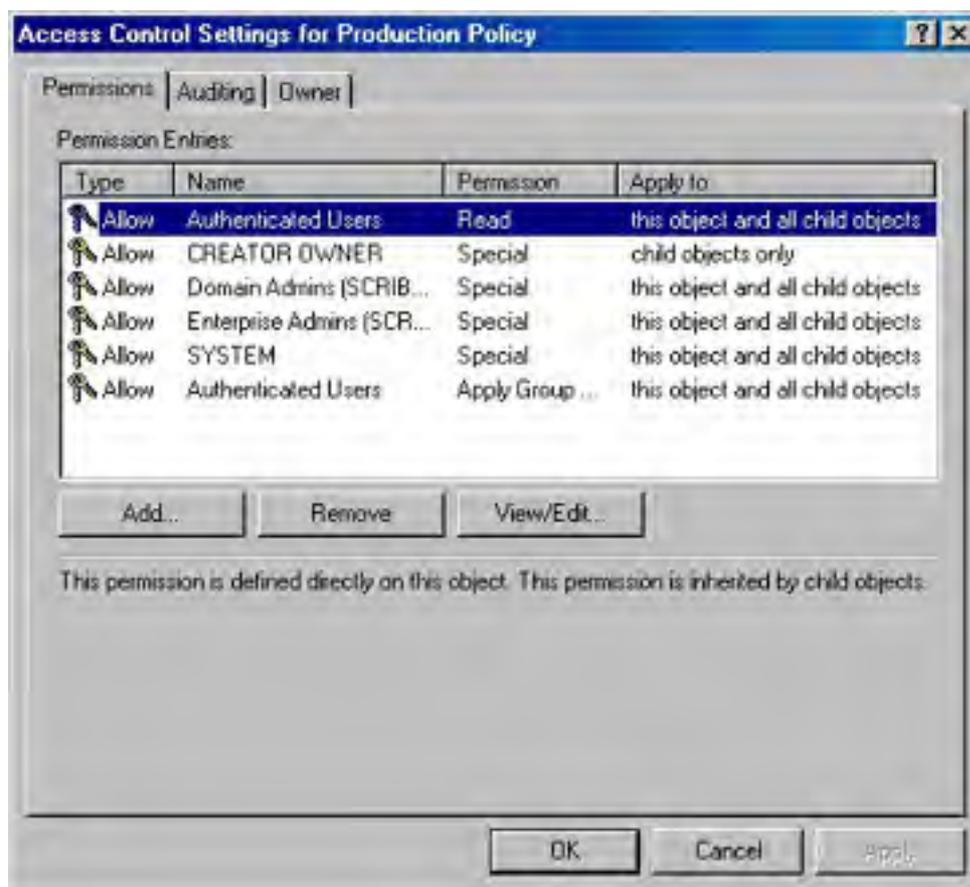 Access Control Settings for Production Policy
Permissions Auditing Owner
Permission Entries:
Type Name Permission Apply to
Allow Authenticated Users Read this object and all child objects
Allow CREATOR OWNER Special child objects only
Allow Domain Admins (SCRIB... Special this object and all child objects
Allow Enterprise Admins (SCR... Special this object and all child objects
Allow SYSTEM Special this object and all child objects
Allow Authenticated Users Apply Group ... this object and all child objects
Add... Remove View/Edit...
This permission is defined directly on this object. This permission is inherited by child objects.
OK Cancel Apply